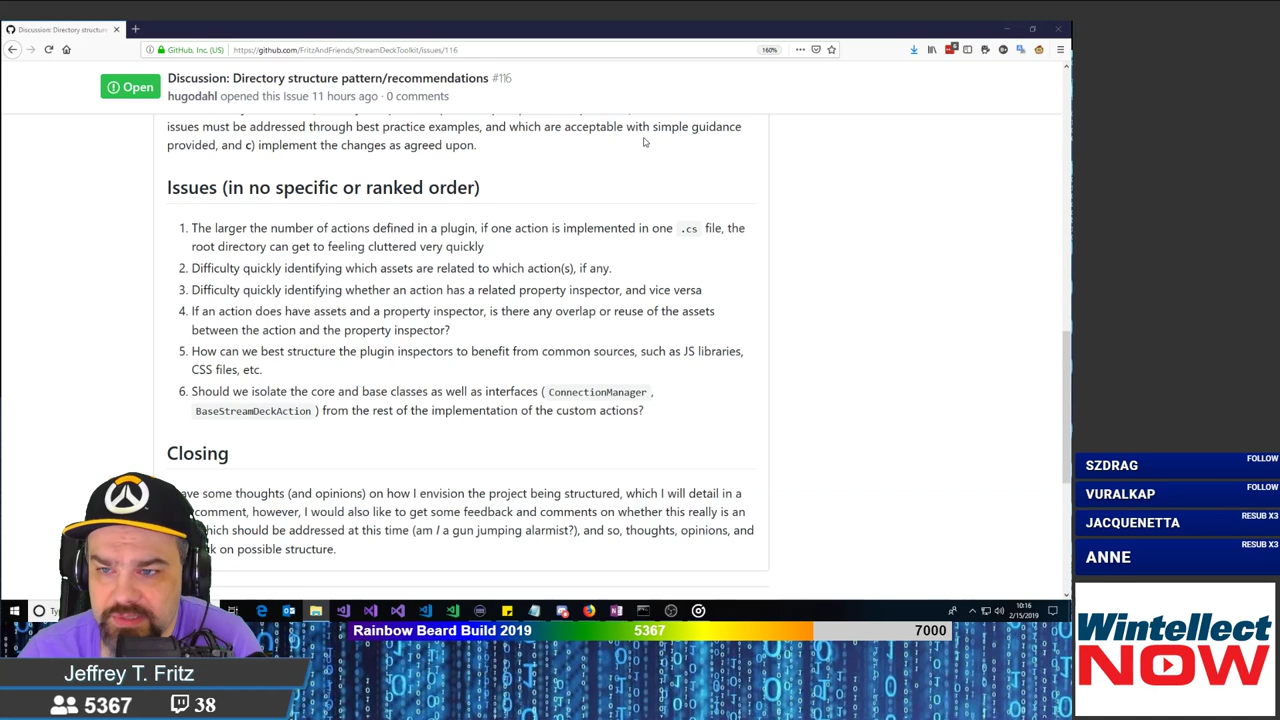 Discussion: Directory structur
GitHub, Inc. (US)
https://github.com/FritzAndFriends/StreamDeckToolkit/issues/116
160%
Open
Discussion: Directory structure pattern/recommendations #116
hugodahl opened this Issue 11 hours ago · 0 comments
issues must be addressed through best practice examples, and which are acceptable with simple guidance
provided, and c) implement the changes as agreed upon.
Issues (in no specific or ranked order)
1. The larger the number of actions defined in a plugin, if one action is implemented in one .cs file, the
root directory can get to feeling cluttered very quickly
2. Difficulty quickly identifying which assets are related to which action(s), if any.
3. Difficulty quickly identifying whether an action has a related property inspector, and vice versa
4. If an action does have assets and a property inspector, is there any overlap or reuse of the assets
between the action and the property inspector?
5. How can we best structure the plugin inspectors to benefit from common sources, such as JS libraries,
CSS files, etc.
6. Should we isolate the core and base classes as well as interfaces ( ConnectionManager ,
BaseStreamDeckAction ) from the rest of the implementation of the custom actions?
Closing
ave some thoughts (and opinions) on how I envision the project being structured, which I will detail in a
comment, however, I would also like to get some feedback and comments on whether this really is an
hich should be addressed at this time (am I a gun jumping alarmist?), and so, thoughts, opinions, and
k on possible structure.
SZDRAG
FOLLOW
VURALKAP
FOLLOW
JACQUENETTA
RESUB X3
ANNE
RESUB X3
10:16
2/15/2019
Rainbow Beard Build 2019
5367
7000
Wintellect
NOW
Jeffrey T. Fritz
5367
38